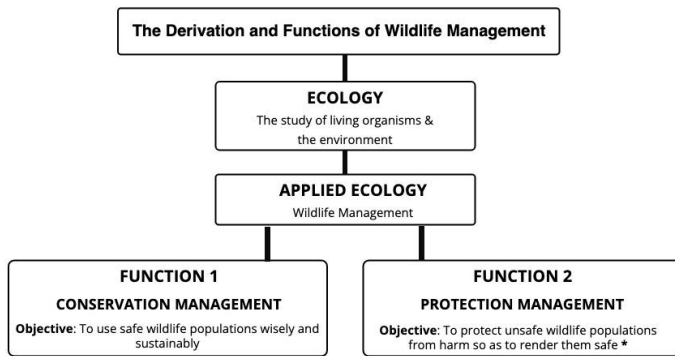 The Derivation and Functions of Wildlife Management
ECOLOGY
The study of living organisms &
the environment
APPLIED ECOLOGY
Wildlife Management
FUNCTION 1
CONSERVATION MANAGEMENT
Objective: To use safe wildlife populations wisely and
sustainably
FUNCTION 2
PROTECTION MANAGEMENT
Objective: To protect unsafe wildlife populations
from harm so as to render them safe *